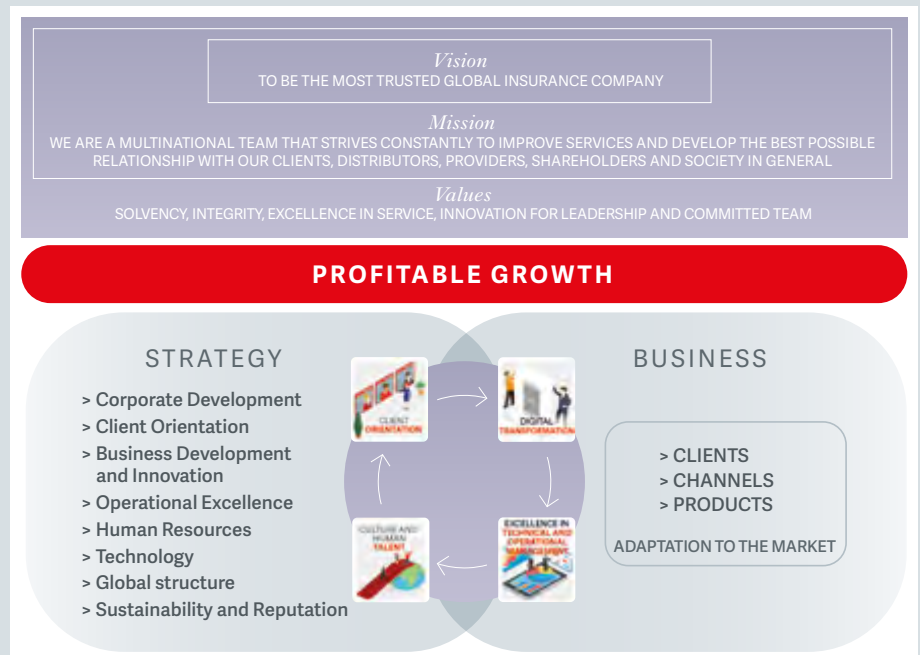 Vision
TO BE THE MOST TRUSTED GLOBAL INSURANCE COMPANY
Mission
WE ARE A MULTINATIONAL TEAM THAT STRIVES CONSTANTLY TO IMPROVE SERVICES AND DEVELOP THE BEST POSSIBLE
RELATIONSHIP WITH OUR CLIENTS, DISTRIBUTORS, PROVIDERS, SHAREHOLDERS AND SOCIETY IN GENERAL
Values
SOLVENCY, INTEGRITY, EXCELLENCE IN SERVICE, INNOVATION FOR LEADERSHIP AND COMMITTED TEAM
PROFITABLE GROWTH
STRATEGY
> Corporate Development
> Client Orientation
> Business Development
and Innovation
> Operational Excellence
> Human Resources
> Technology
> Global structure
> Sustainability and Reputation
CLIENT
ORIENTATION
DIGITAL
TRANSFORMATION
CULTURE AND
HUMAN
TALENT
EXCELLENCE IN
TECHNICAL AND
OPERATIONAL
MANAGEMENT
BUSINESS
> CLIENTS
> CHANNELS
> PRODUCTS
ADAPTATION TO THE MARKET